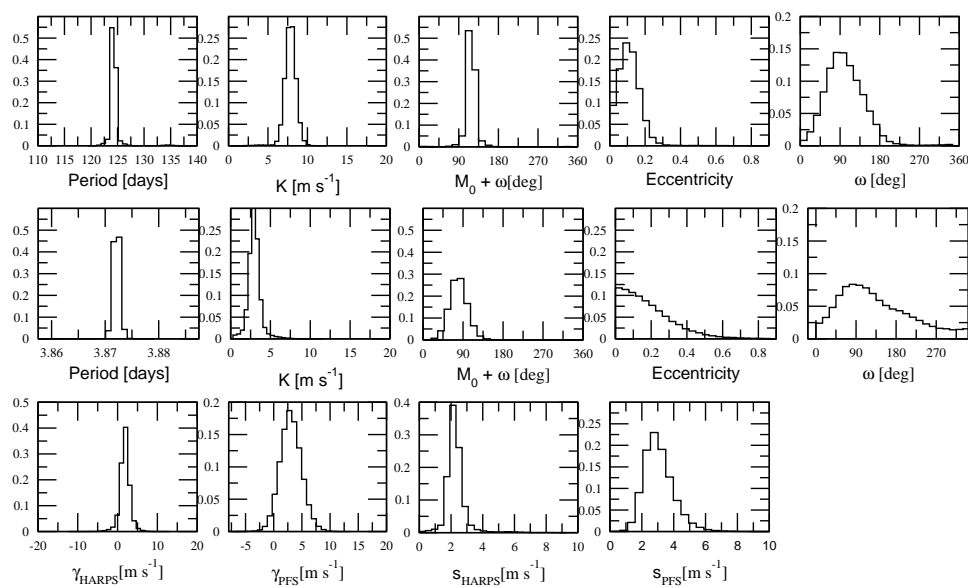 0.5
0.4
0.3
0.2
0.1
0
110 115 120 125 130 135 140
Period [days]
0.25
0.2
0.15
0.1
0.05
0
0 5 10 15 20
K [m s⁻¹]
0.5
0.4
0.3
0.2
0.1
0
0 90 180 270 360
M₀ + ω[deg]
0.25
0.2
0.15
0.1
0.05
0
0 0.2 0.4 0.6 0.8
Eccentricity
0.2
0.15
0.1
0.05
0
0 90 180 270 360
ω [deg]
0.5
0.4
0.3
0.2
0.1
0
3.86 3.87 3.88
Period [days]
0.25
0.2
0.15
0.1
0.05
0
0 5 10 15 20
K [m s⁻¹]
0.5
0.4
0.3
0.2
0.1
0
0 90 180 270 360
M₀ + ω [deg]
0.2
0.15
0.1
0.05
0
0 0.2 0.4 0.6 0.8
Eccentricity
0.2
0.15
0.1
0.05
0
0 90 180 270
ω [deg]
0.5
0.4
0.3
0.2
0.1
0
-20 -10 0 10 20
γHARPS[m s⁻¹]
0.2
0.15
0.1
0.05
0
-5 0 5 10 15 20
γPFS[m s⁻¹]
0.4
0.3
0.2
0.1
0
0 2 4 6 8 10
sHARPS[m s⁻¹]
0.25
0.2
0.15
0.1
0.05
0
0 2 4 6 8 10
sPFS[m s⁻¹]